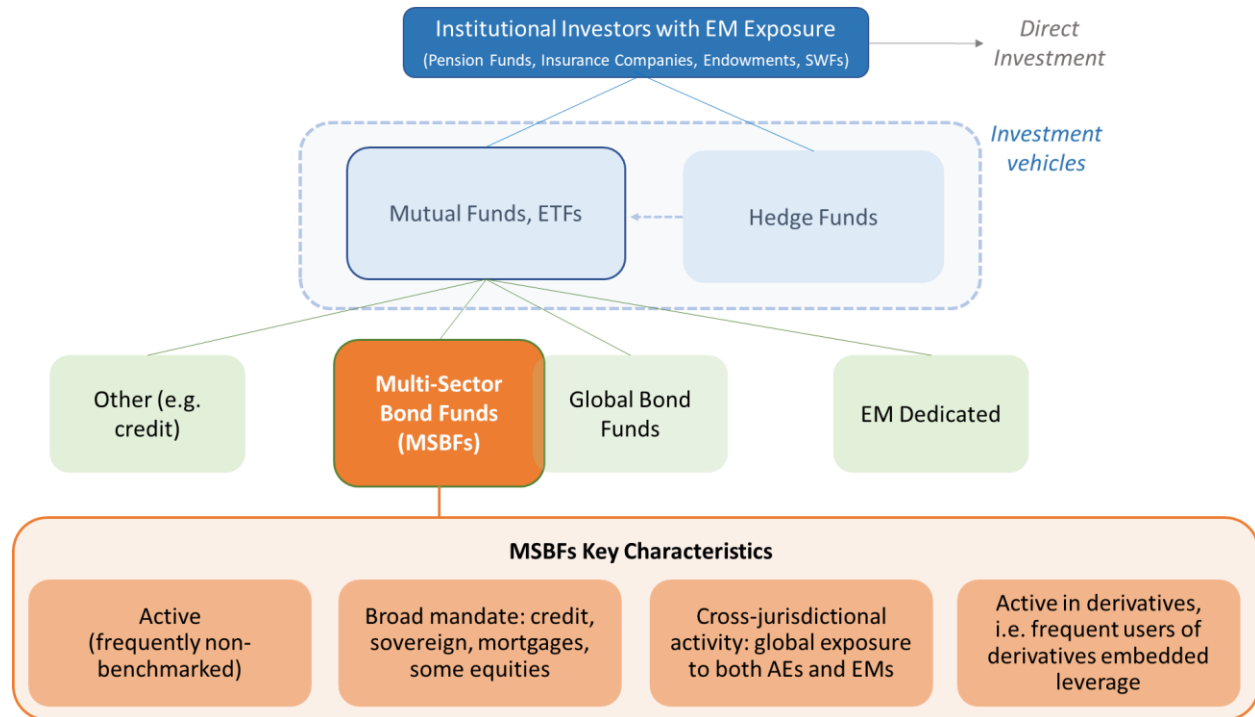 Institutional Investors with EM Exposure
(Pension Funds, Insurance Companies, Endowments, SWFs)
Direct
Investment
Investment
vehicles
Mutual Funds, ETFs
Hedge Funds
Other (e.g.
credit)
Multi-Sector
Bond Funds
(MSBFs)
Global Bond
Funds
EM Dedicated
MSBFs Key Characteristics
Active
(frequently non-
benchmarked)
Broad mandate: credit,
sovereign, mortgages,
some equities
Cross-jurisdictional
activity: global exposure
to both AEs and EMs
Active in derivatives,
i.e. frequent users of
derivatives embedded
leverage